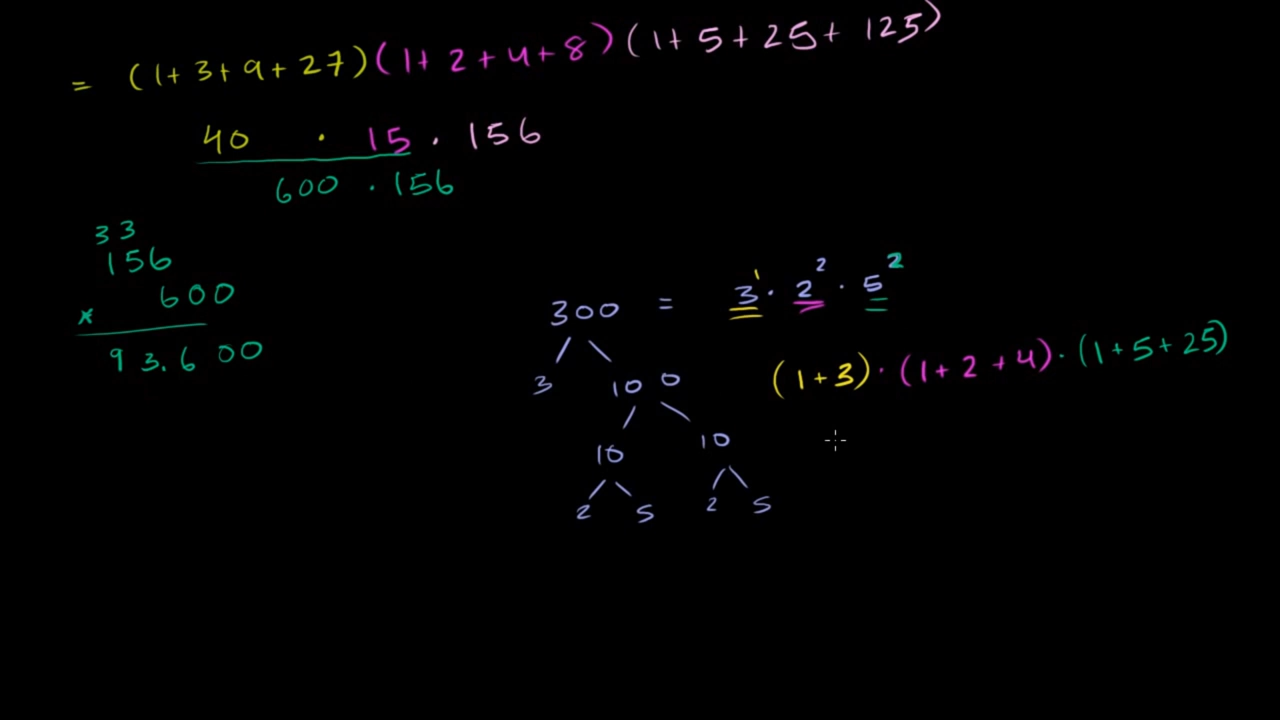 = (1+3+9+27)(1+2+4+8)(1+5+25+125)
40 · 15 · 156
600 · 156
33
156
× 600
93.600
300 = 3¹ · 2² · 5²
3 100
(1+3)·(1+2+4)·(1+5+25)
10 10
2 5 2 5